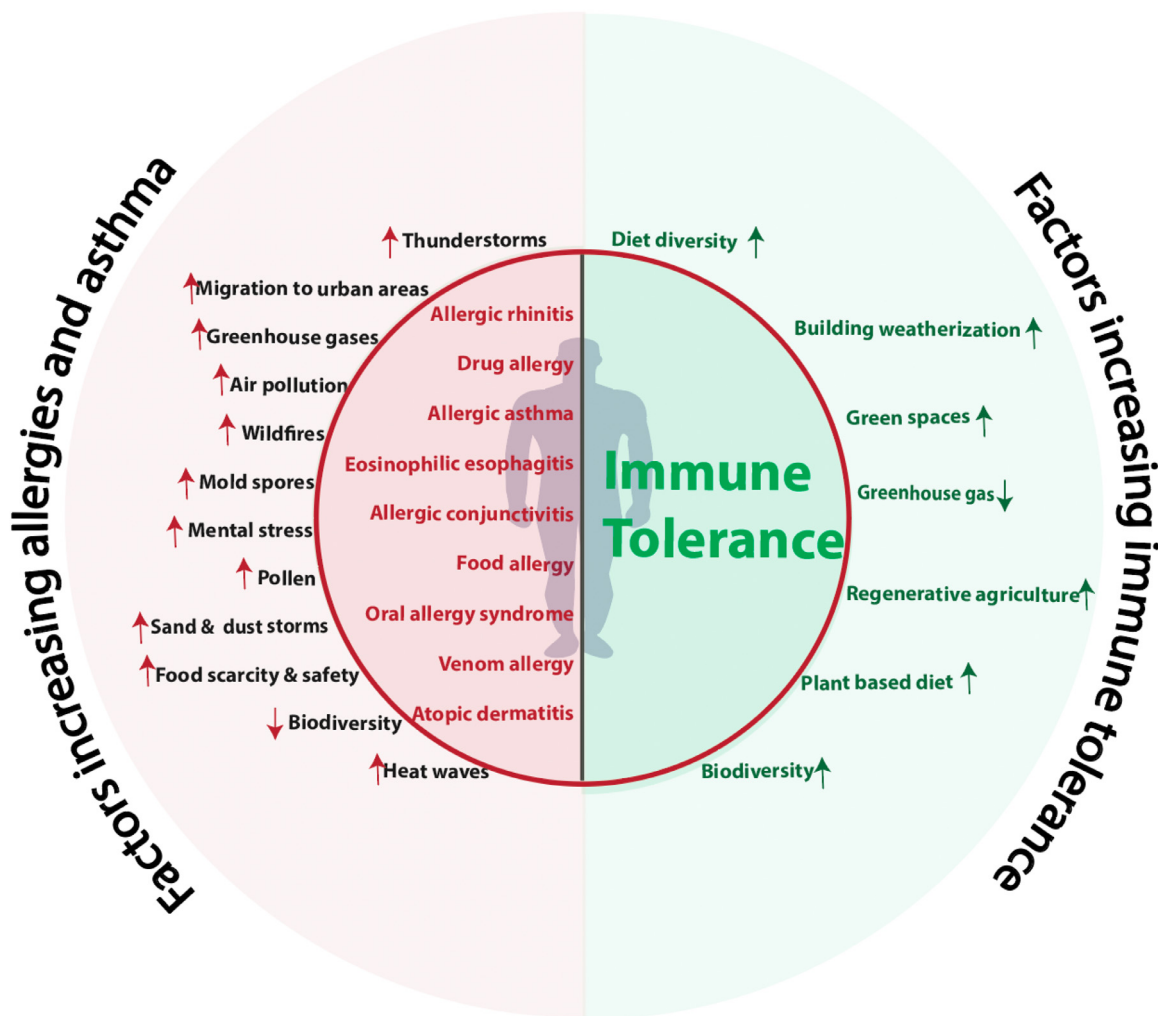 Factors increasing allergies and asthma
↑ Thunderstorms
↑ Migration to urban areas
↑ Greenhouse gases
↑ Air pollution
↑ Wildfires
↑ Mold spores
↑ Mental stress
↑ Pollen
↑ Sand & dust storms
↑ Food scarcity & safety
↓ Biodiversity
↑ Heat waves
Allergic rhinitis
Drug allergy
Allergic asthma
Eosinophilic esophagitis
Allergic conjunctivitis
Food allergy
Oral allergy syndrome
Venom allergy
Atopic dermatitis
Immune
Tolerance
Diet diversity ↑
Building weatherization ↑
Green spaces ↑
Greenhouse gas ↓
Regenerative agriculture ↑
Plant based diet ↑
Biodiversity ↑
Factors increasing immune tolerance